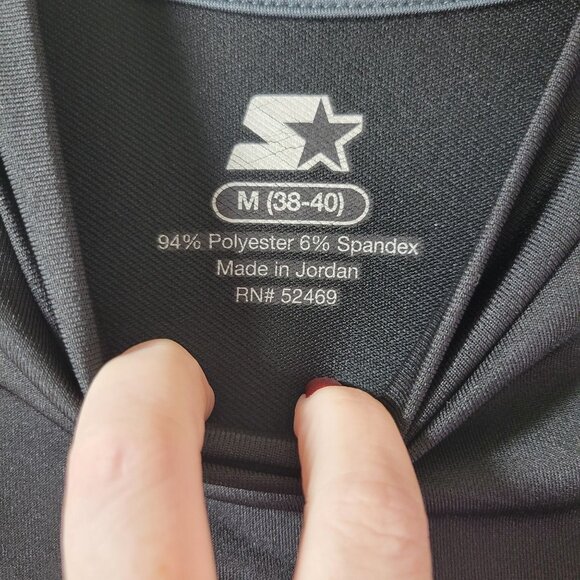 M (38-40)
94% Polyester 6% Spandex
Made in Jordan
RN# 52469